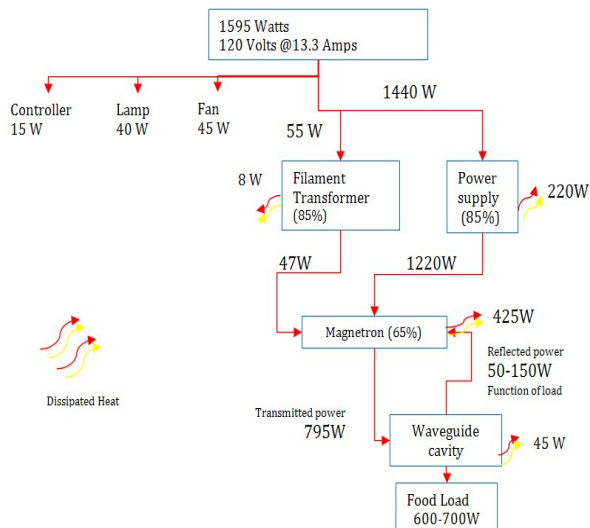 1595 Watts
120 Volts @13.3 Amps
1440 W
Controller
15 W
Lamp
40 W
Fan
45 W
55 W
8 W
Filament
Transformer
(85%)
Power
supply
(85%)
220W
47W
1220W
Magnetron (65%)
425W
Reflected power
50-150W
Function of load
Dissipated Heat
Transmitted power
795W
Waveguide
cavity
45 W
Food Load
600-700W